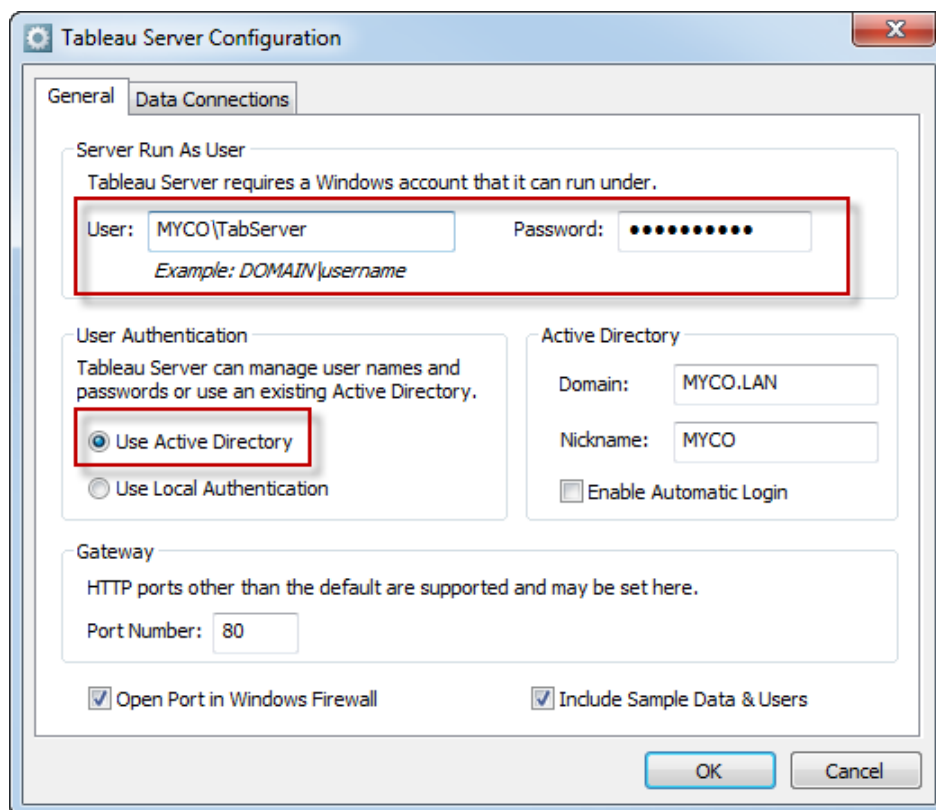 Tableau Server Configuration
General Data Connections
Server Run As User
Tableau Server requires a Windows account that it can run under.
User: MYCO\TabServer Password: ●●●●●●●●●●
Example: DOMAIN\username
User Authentication
Tableau Server can manage user names and
passwords or use an existing Active Directory.
Use Active Directory
Use Local Authentication
Active Directory
Domain: MYCO.LAN
Nickname: MYCO
Enable Automatic Login
Gateway
HTTP ports other than the default are supported and may be set here.
Port Number: 80
Open Port in Windows Firewall Include Sample Data & Users
OK Cancel